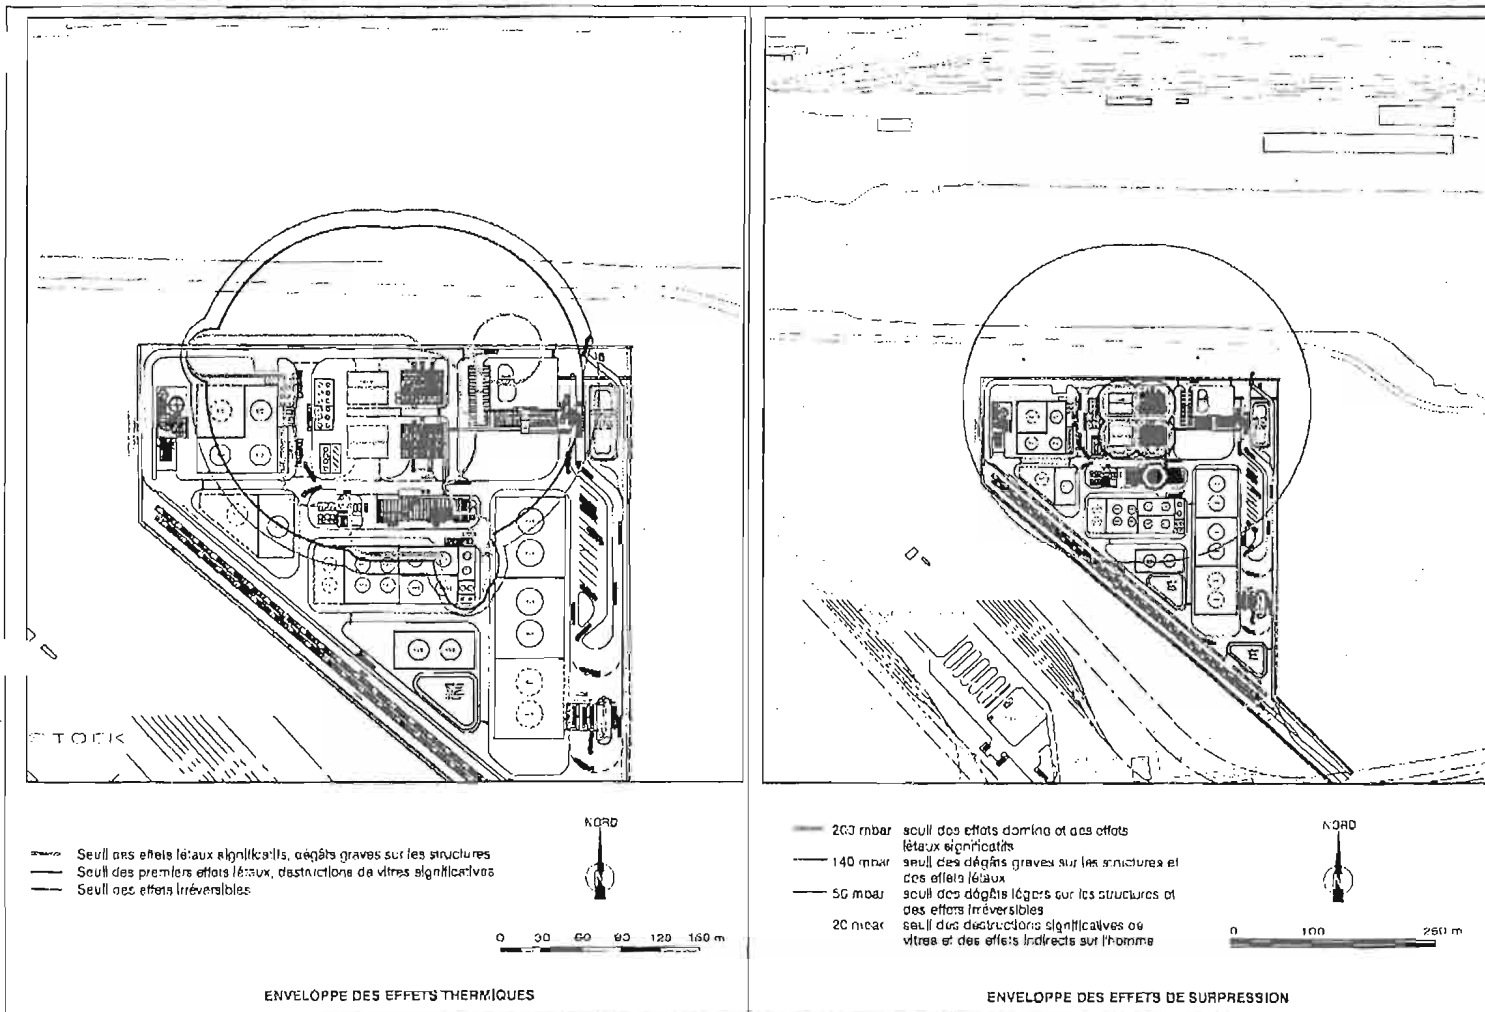 STOCK
NORD
Seuil des effets létaux significatifs, dégâts graves sur les structures
Seuil des premiers effets létaux, destructions de vitres significatives
Seuil des effets irréversibles
0 30 60 90 120 150 m
ENVELOPPE DES EFFETS THERMIQUES
NORD
200 mbar seuil des effets domino et des effets
létaux significatifs
140 mbar seuil des dégâts graves sur les structures et
des effets létaux
50 mbar seuil des dégâts légers sur les structures et
des effets irréversibles
20 mbar seuil des destructions significatives de
vitres et des effets indirects sur l'homme
0 100 250 m
ENVELOPPE DES EFFETS DE SURPRESSION